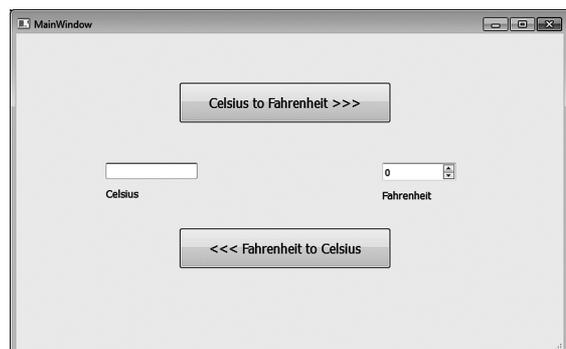 MainWindow
Celsius to Fahrenheit >>>
0
Celsius
Fahrenheit
<<< Fahrenheit to Celsius